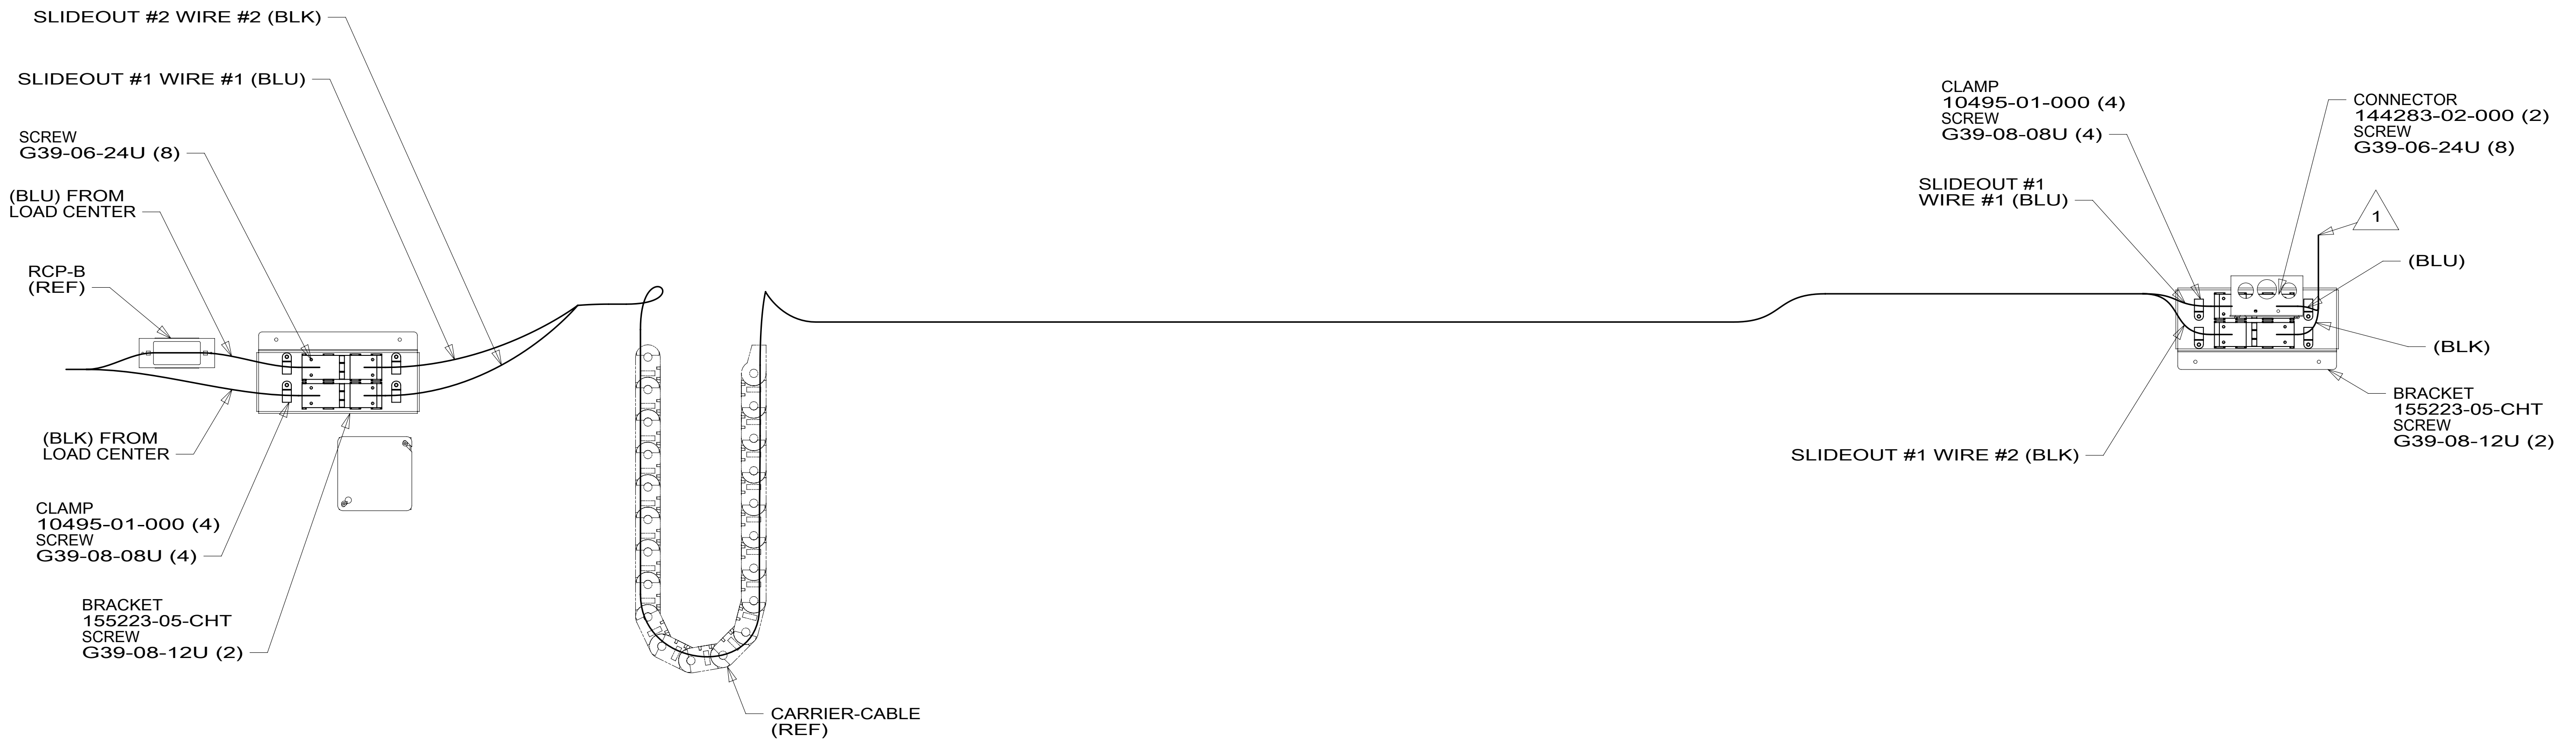 SLIDEOUT #2 WIRE #2 (BLK)
SLIDEOUT #1 WIRE #1 (BLU)
SCREW
G39-06-24U (8)
(BLU) FROM
LOAD CENTER
RCP-B
(REF)
(BLK) FROM
LOAD CENTER
CLAMP
10495-01-000 (4)
SCREW
G39-08-08U (4)
BRACKET
155223-05-CHT
SCREW
G39-08-12U (2)
CARRIER-CABLE
(REF)
CLAMP
10495-01-000 (4)
SCREW
G39-08-08U (4)
SLIDEOUT #1
WIRE #1 (BLU)
SLIDEOUT #1 WIRE #2 (BLK)
CONNECTOR
144283-02-000 (2)
SCREW
G39-06-24U (8)
1
(BLU)
(BLK)
BRACKET
155223-05-CHT
SCREW
G39-08-12U (2)